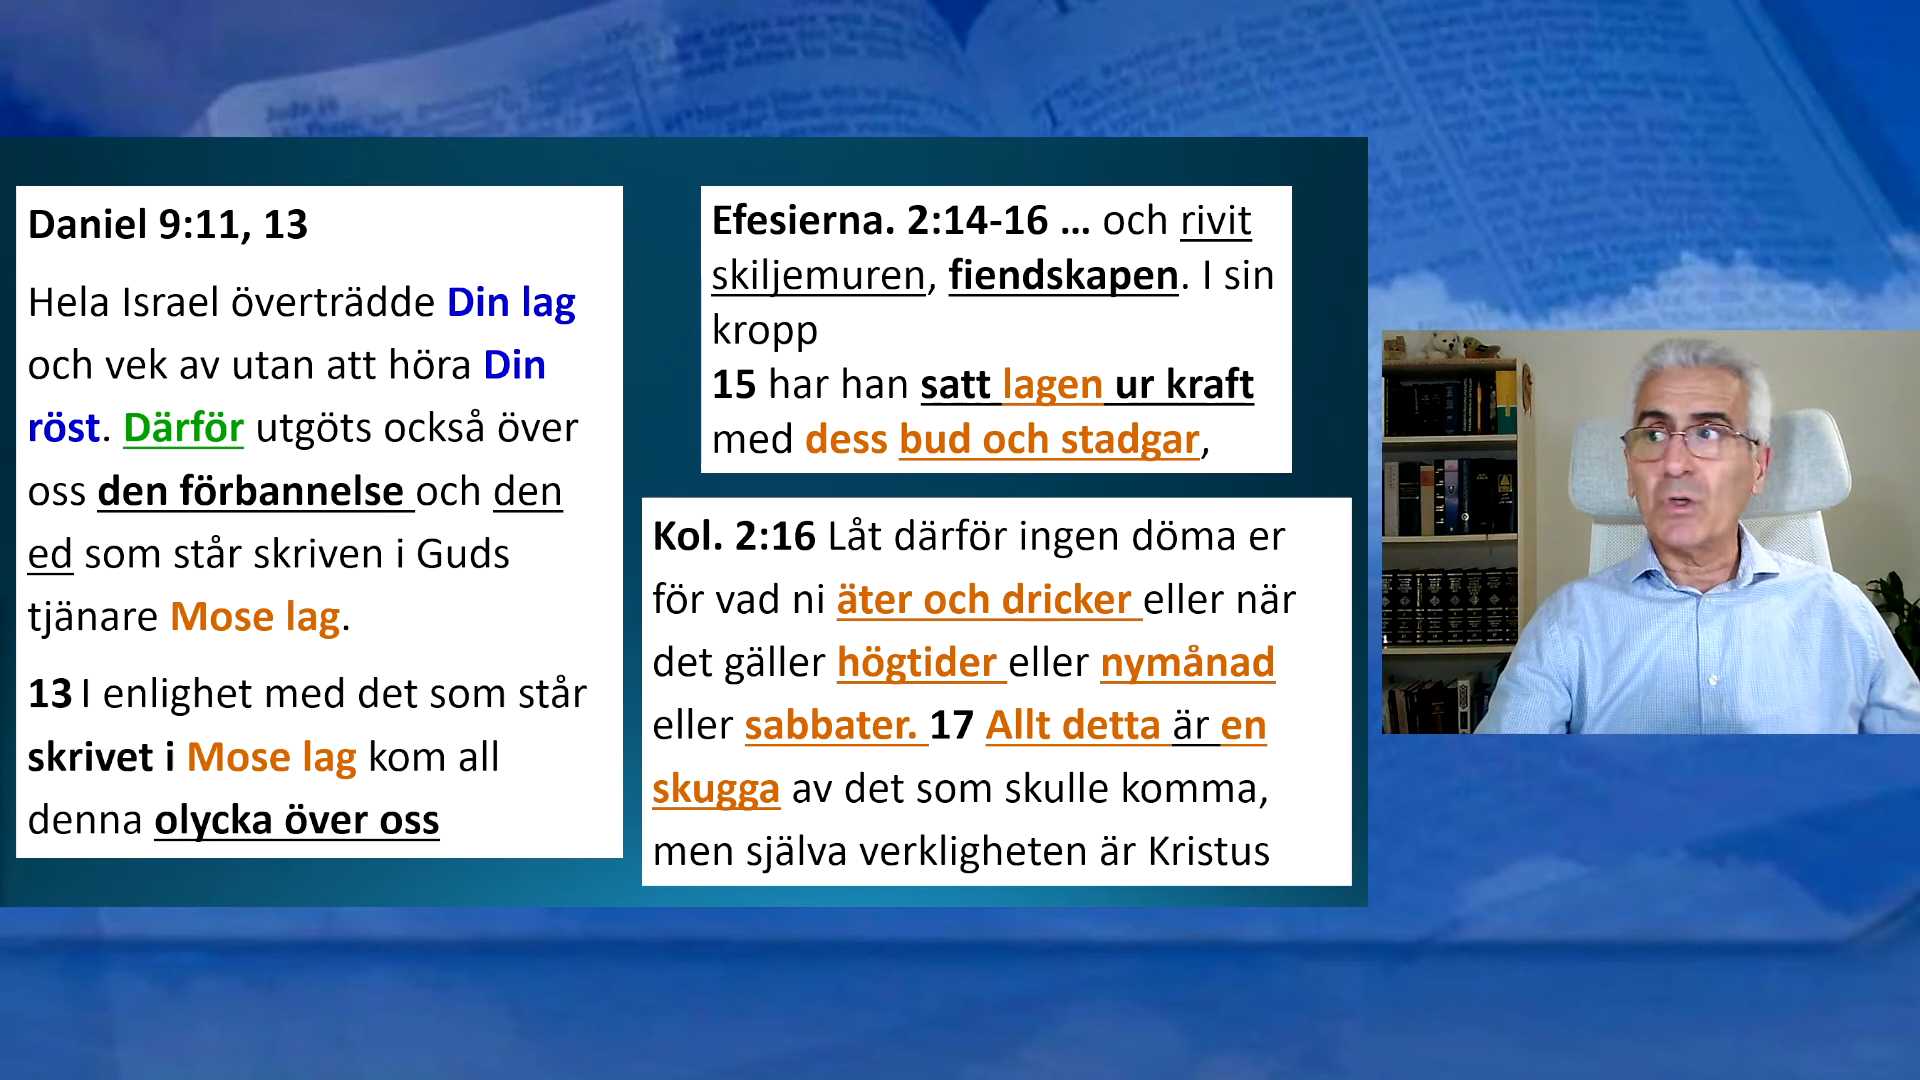 Daniel 9:11, 13
Hela Israel överträdde Din lag
och vek av utan att höra Din
röst. Därför utgöts också över
oss den förbannelse och den
ed som står skriven i Guds
tjänare Mose lag.
13 I enlighet med det som står
skrivet i Mose lag kom all
denna olycka över oss
Efesierna. 2:14-16 ... och rivit
skiljemuren, fiendskapen. I sin
kropp
15 har han satt lagen ur kraft
med dess bud och stadgar,
Kol. 2:16 Låt därför ingen döma er
för vad ni äter och dricker eller när
det gäller högtider eller nymånad
eller sabbater. 17 Allt detta är en
skugga av det som skulle komma,
men själva verkligheten är Kristus